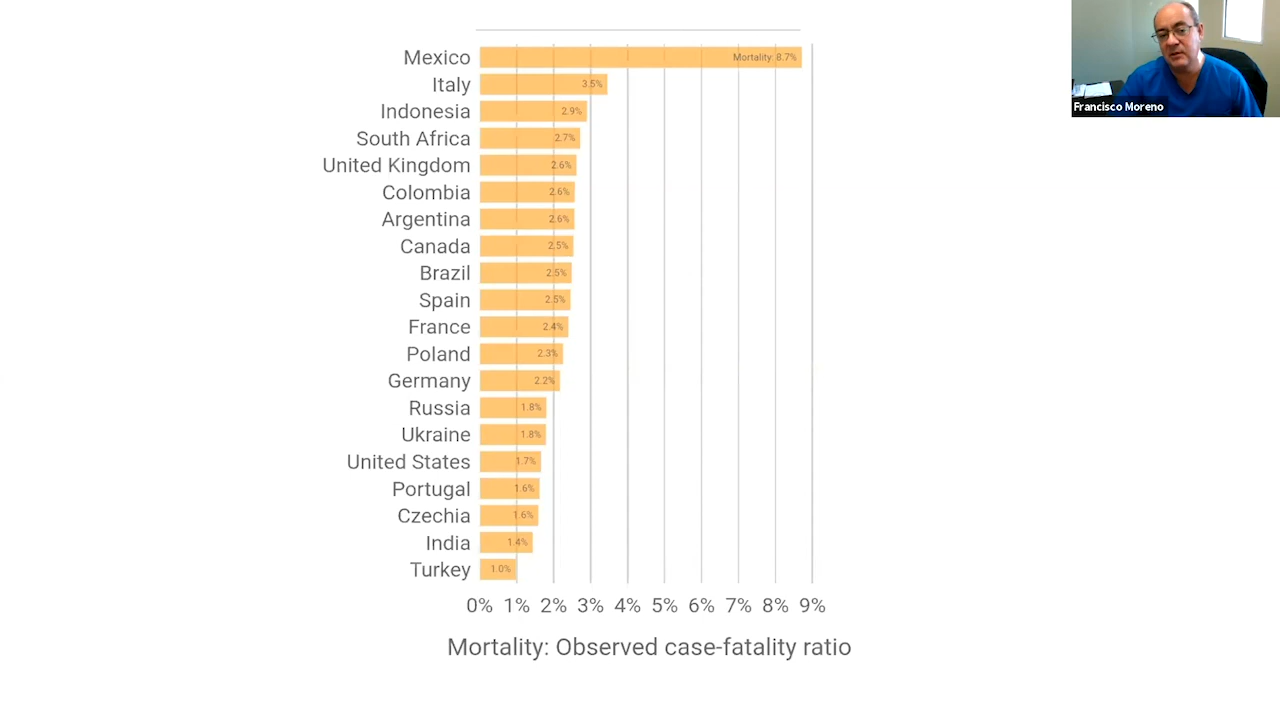 Mexico Mortality: 8.7%
Italy 3.5%
Indonesia 2.9%
South Africa 2.7%
United Kingdom 2.6%
Colombia 2.6%
Argentina 2.6%
Canada 2.5%
Brazil 2.5%
Spain 2.5%
France 2.4%
Poland 2.3%
Germany 2.2%
Russia 1.8%
Ukraine 1.8%
United States 1.7%
Portugal 1.6%
Czechia 1.6%
India 1.4%
Turkey 1.0%
0% 1% 2% 3% 4% 5% 6% 7% 8% 9%
Mortality: Observed case-fatality ratio
Francisco Moreno